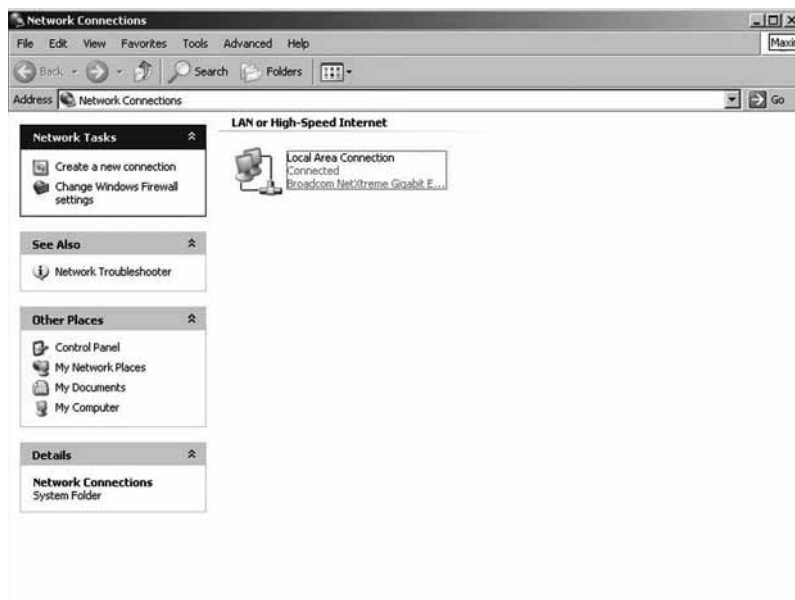 Network Connections
File Edit View Favorites Tools Advanced Help
Back Search Folders
Address Network Connections Go
LAN or High-Speed Internet
Local Area Connection
Connected
Broadcom NetXtreme Gigabit E...
Network Tasks
Create a new connection
Change Windows Firewall
settings
See Also
Network Troubleshooter
Other Places
Control Panel
My Network Places
My Documents
My Computer
Details
Network Connections
System Folder